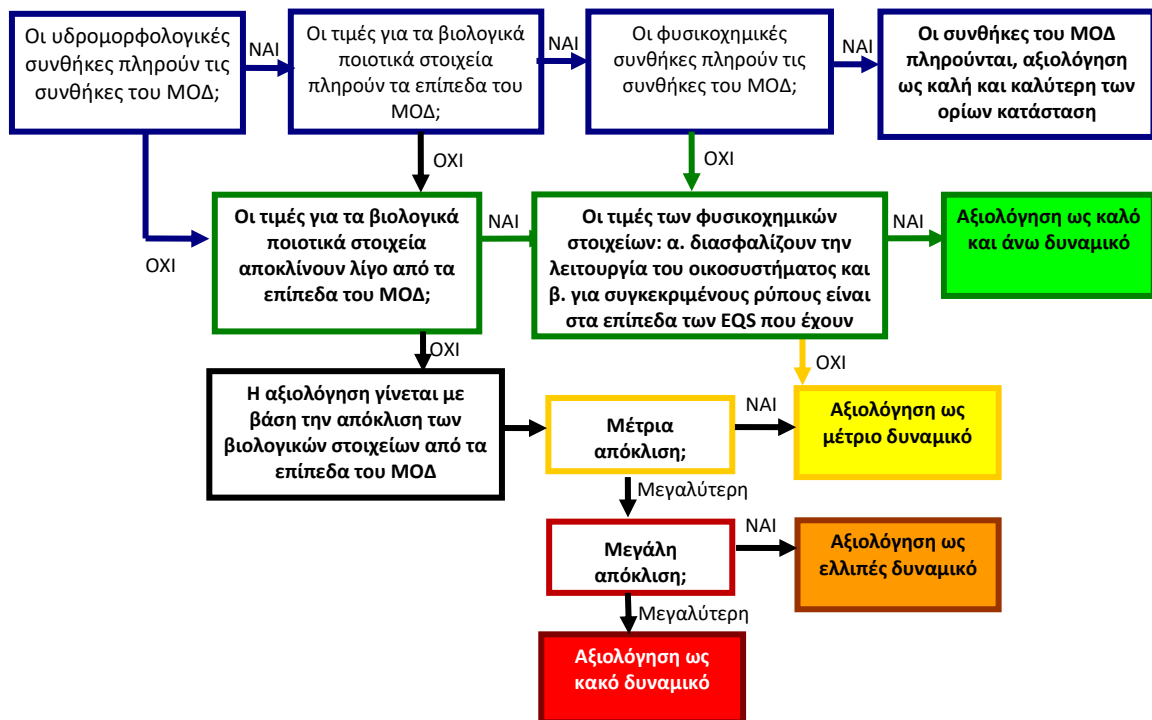 Οι υδρομορφολογικές
συνθήκες πληρούν τις
συνθήκες του ΜΟΔ;
ΝΑΙ
Οι τιμές για τα βιολογικά
ποιοτικά στοιχεία
πληρούν τα επίπεδα του
ΜΟΔ;
ΝΑΙ
Οι φυσικοχημικές
συνθήκες πληρούν τις
συνθήκες του ΜΟΔ;
ΝΑΙ
Οι συνθήκες του ΜΟΔ
πληρούνται, αξιολόγηση
ως καλή και καλύτερη των
ορίων κατάσταση
ΟΧΙ
ΟΧΙ
ΟΧΙ
Οι τιμές για τα βιολογικά
ποιοτικά στοιχεία
αποκλίνουν λίγο από τα
επίπεδα του ΜΟΔ;
ΝΑΙ
Οι τιμές των φυσικοχημικών
στοιχείων: α. διασφαλίζουν την
λειτουργία του οικοσυστήματος και
β. για συγκεκριμένους ρύπους είναι
στα επίπεδα των EQS που έχουν
ΝΑΙ
Αξιολόγηση ως καλό
και άνω δυναμικό
ΟΧΙ
ΟΧΙ
Η αξιολόγηση γίνεται με
βάση την απόκλιση των
βιολογικών στοιχείων από τα
επίπεδα του ΜΟΔ
Μέτρια
απόκλιση;
ΝΑΙ
Αξιολόγηση ως
μέτριο δυναμικό
Μεγαλύτερη
Μεγάλη
απόκλιση;
ΝΑΙ
Αξιολόγηση ως
ελλιπές δυναμικό
Μεγαλύτερη
Αξιολόγηση ως
κακό δυναμικό